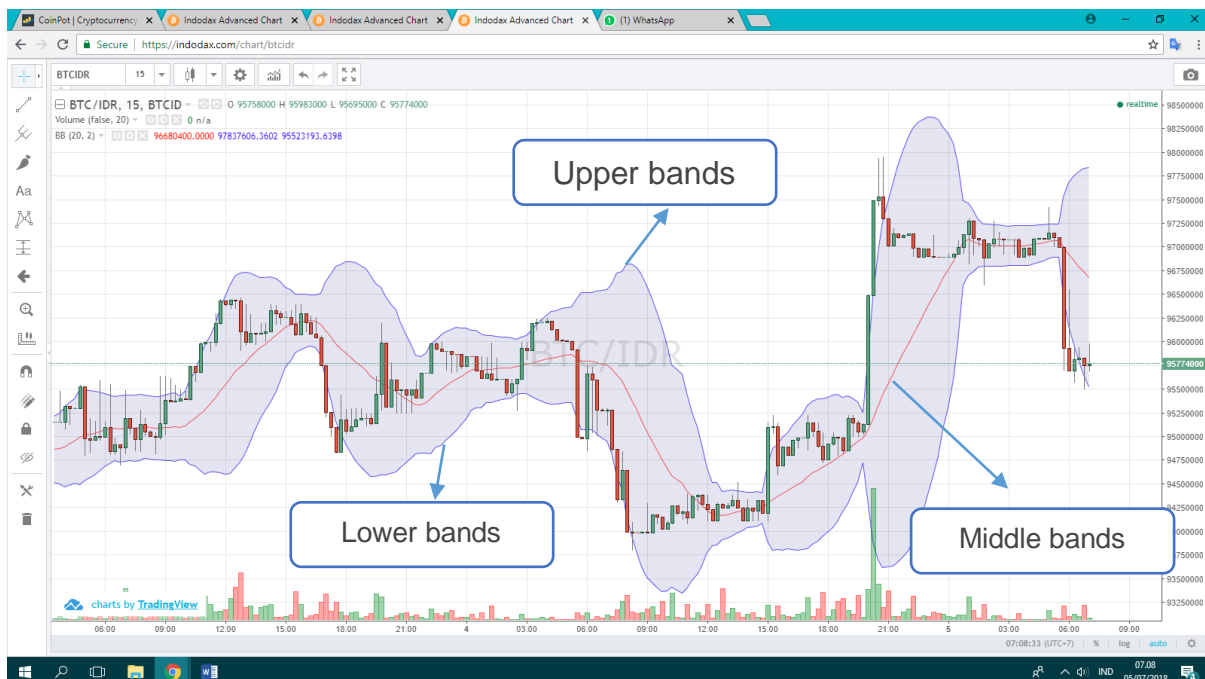 CoinPot | Cryptocurrency
Indodax Advanced Chart
Indodax Advanced Chart
Indodax Advanced Chart
(1) WhatsApp
Secure | https://indodax.com/chart/btcidr
BTCIDR 15
BTC/IDR, 15, BTCID O 95758000 H 95983000 L 95695000 C 95774000
Volume (false, 20) 0 n/a
BB (20, 2) 96680400.0000 97837606.3602 95523193.6398
realtime
Aa
Upper bands
Lower bands
Middle bands
BTC/IDR
98500000
98250000
98000000
97750000
97500000
97250000
97000000
96750000
96500000
96250000
96000000
95774000
95500000
95250000
95000000
94750000
94500000
94250000
94000000
93750000
93500000
93250000
charts by TradingView
06:00 09:00 12:00 15:00 18:00 21:00 4 03:00 06:00 09:00 12:00 15:00 18:00 21:00 5 03:00 06:00 09:00
07:08:33 (UTC+7) % log auto
IND
07.08
05/07/2018